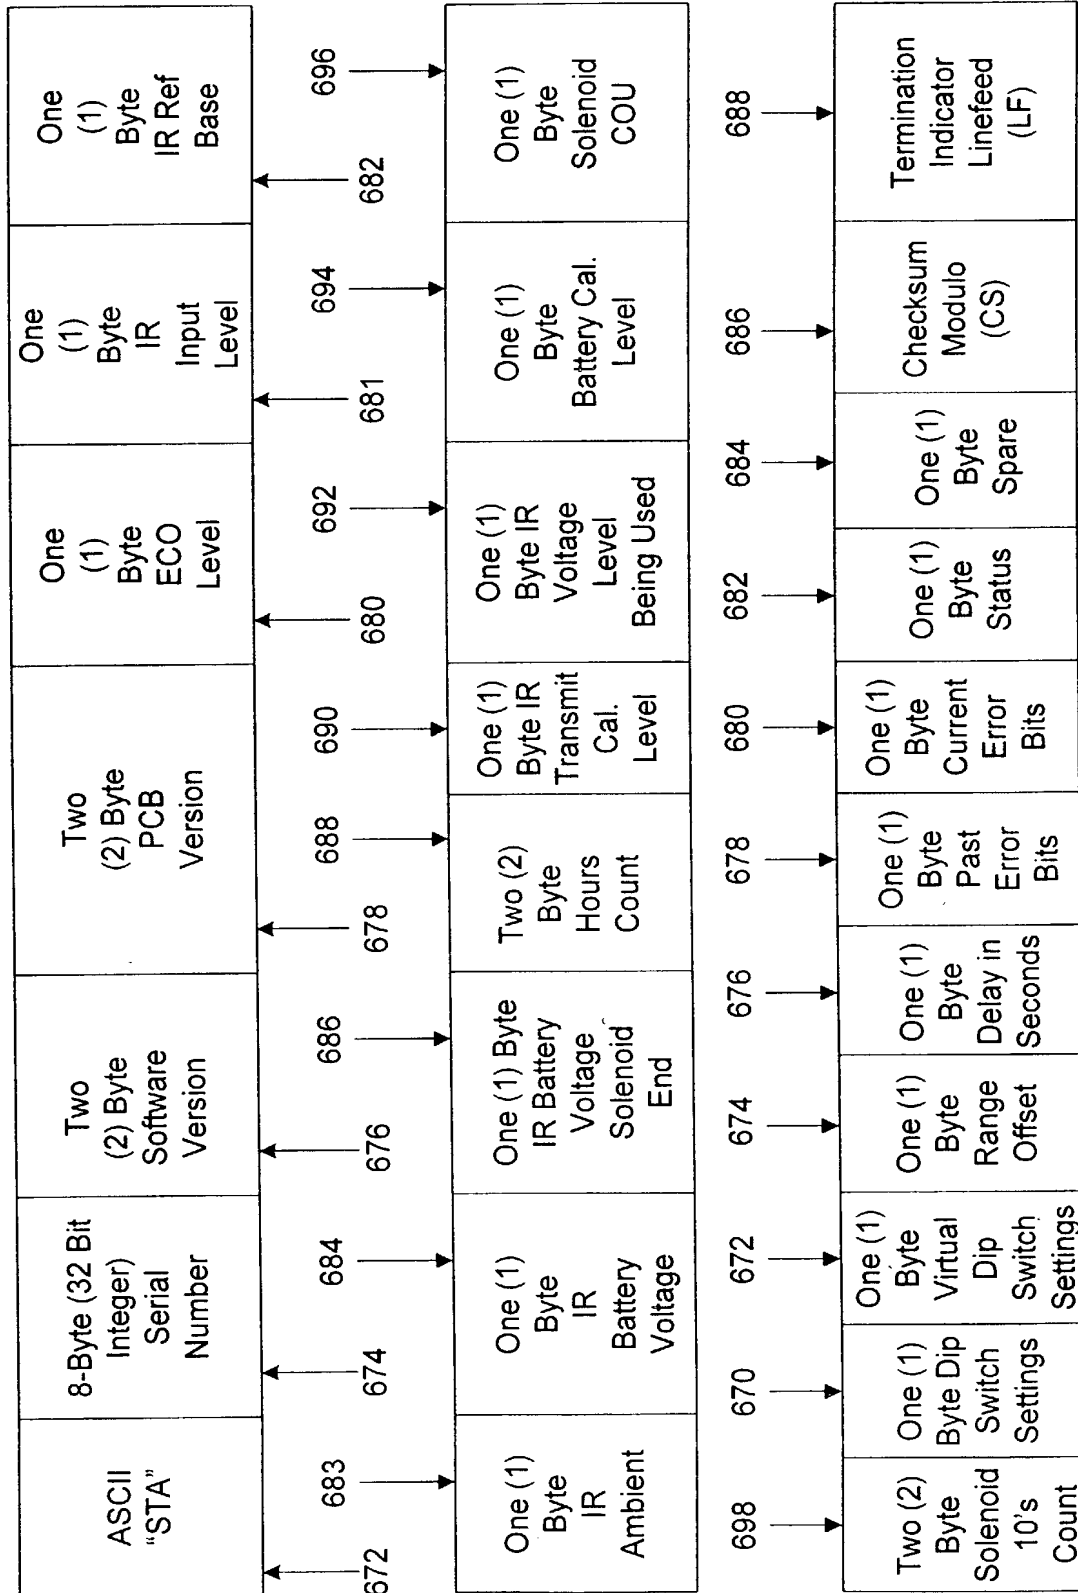 ASCII
"STA"
8-Byte (32 Bit
Integer)
Serial
Number
Two
(2) Byte
Software
Version
Two
(2) Byte
PCB
Version
One
(1)
Byte
ECO
Level
One
(1)
Byte
IR
Input
Level
One
(1)
Byte
IR Ref
Base
672
674
676
678
680
681
682
683
684
686
688
690
692
694
696
One (1)
Byte
IR
Ambient
One (1)
Byte
IR
Battery
Voltage
One (1) Byte
IR Battery
Voltage
Solenoid
End
Two (2)
Byte
Hours
Count
One (1)
Byte IR
Transmit
Cal.
Level
One (1)
Byte IR
Voltage
Level
Being Used
One (1)
Byte
Battery Cal.
Level
One (1)
Byte
Solenoid
COU
698
670
672
674
676
678
680
682
684
686
688
Two (2)
Byte
Solenoid
10's
Count
One (1)
Byte Dip
Switch
Settings
One (1)
Byte
Virtual
Dip
Switch
Settings
One (1)
Byte
Range
Offset
One (1)
Byte
Delay in
Seconds
One (1)
Byte
Past
Error
Bits
One (1)
Byte
Current
Error
Bits
One (1)
Byte
Status
One (1)
Byte
Spare
Checksum
Modulo
(CS)
Termination
Indicator
Linefeed
(LF)